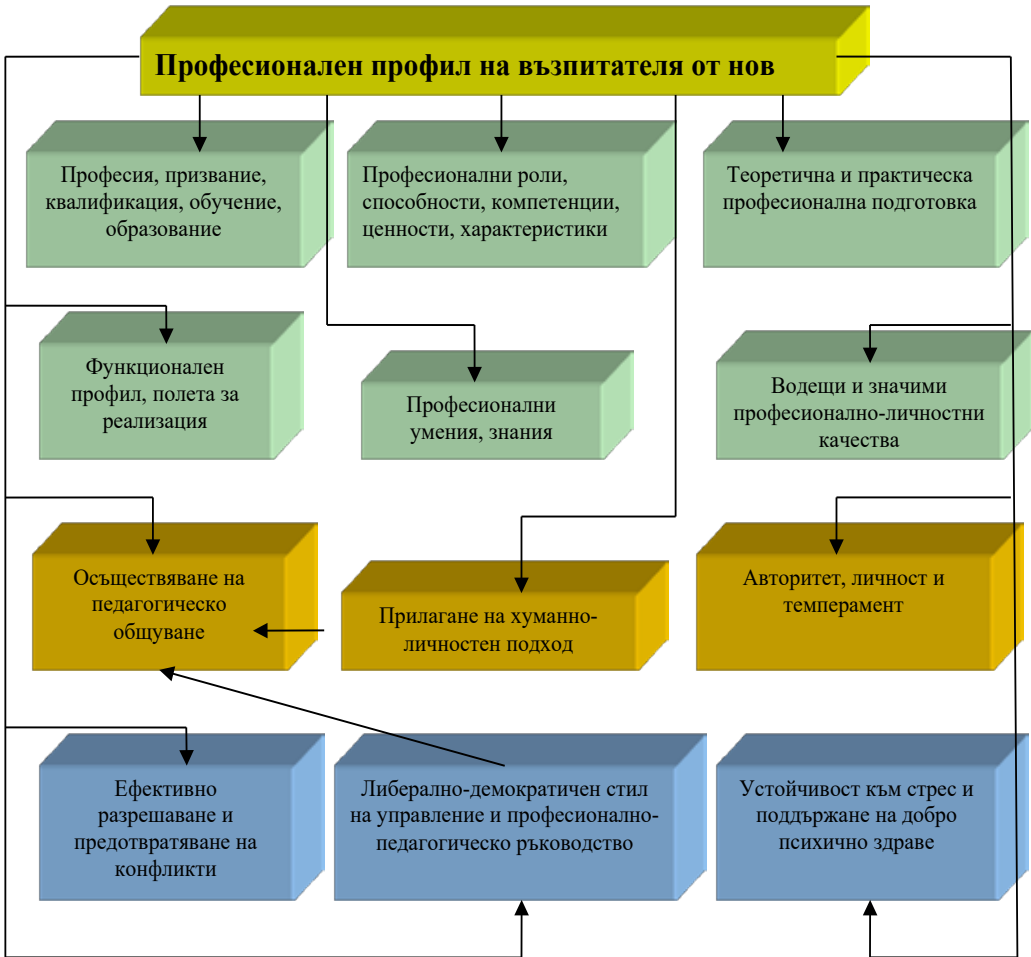 Професионален профил на възпитателя от нов
Професия, призвание,
квалификация, обучение,
образование
Професионални роли,
способности, компетенции,
ценности, характеристики
Теоретична и практическа
професионална подготовка
Функционален
профил, полета за
реализация
Професионални
умения, знания
Водещи и значими
професионално-личностни
качества
Осъществяване на
педагогическо
общуване
Прилагане на хуманно-
личностен подход
Авторитет, личност и
темперамент
Ефективно
разрешаване и
предотвратяване на
конфликти
Либерално-демократичен стил
на управление и професионално-
педагогическо ръководство
Устойчивост към стрес и
поддържане на добро
психично здраве